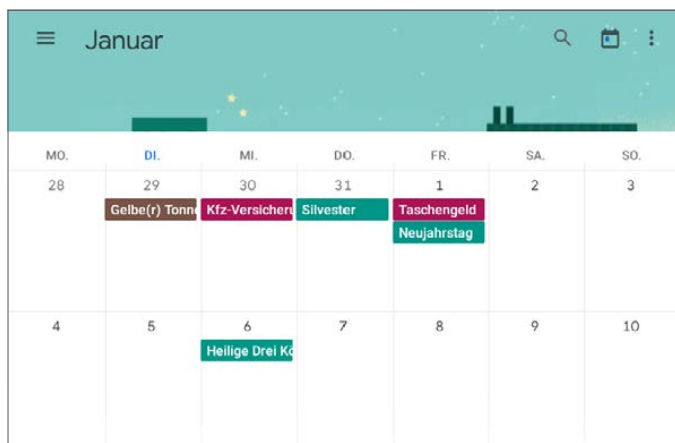 Januar
MO. DI. MI. DO. FR. SA. SO.
28 29 30 31 1 2 3
Gelbe(r) Tonn Kfz-Versicheru Silvester Taschengeld
Neujahrstag
4 5 6 7 8 9 10
Heilige Drei Kö